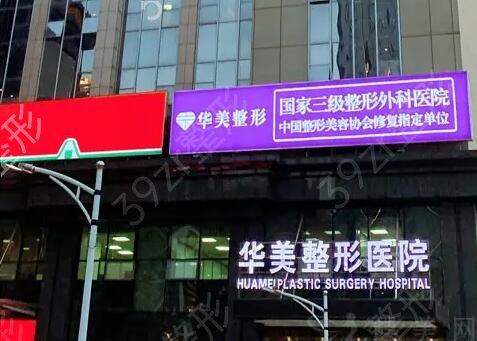 华美整形
国家三级整形外科医院
中国整形美容协会修复指定单位
华美整形医院
HUAMEI PLASTIC SURGERY HOSPITAL